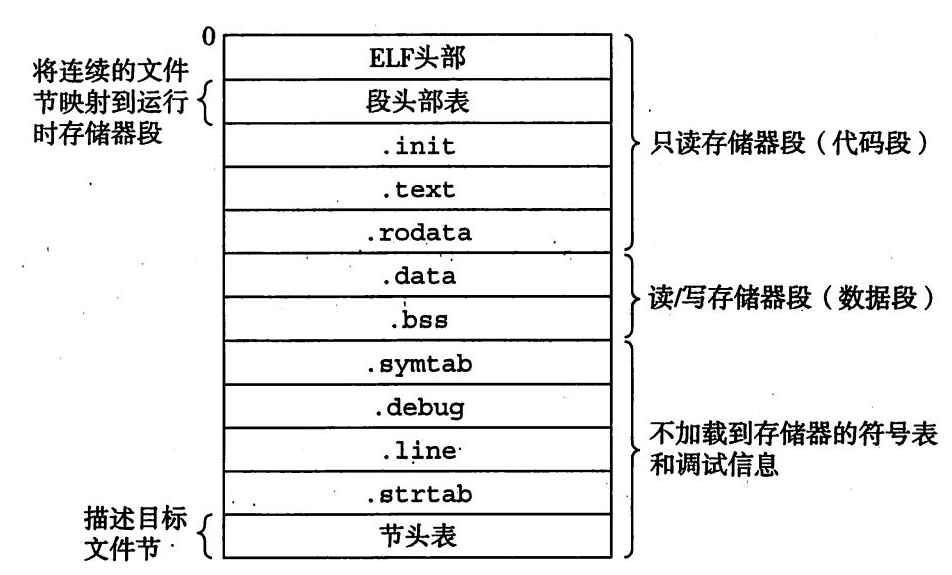 0
ELF头部
将连续的文件
节映射到运行
时存储器段
段头部表
.init
.text
.rodata
只读存储器段（代码段）
.data
.bss
读/写存储器段（数据段）
.symtab
.debug
.line
.strtab
不加载到存储器的符号表
和调试信息
描述目标
文件节
节头表